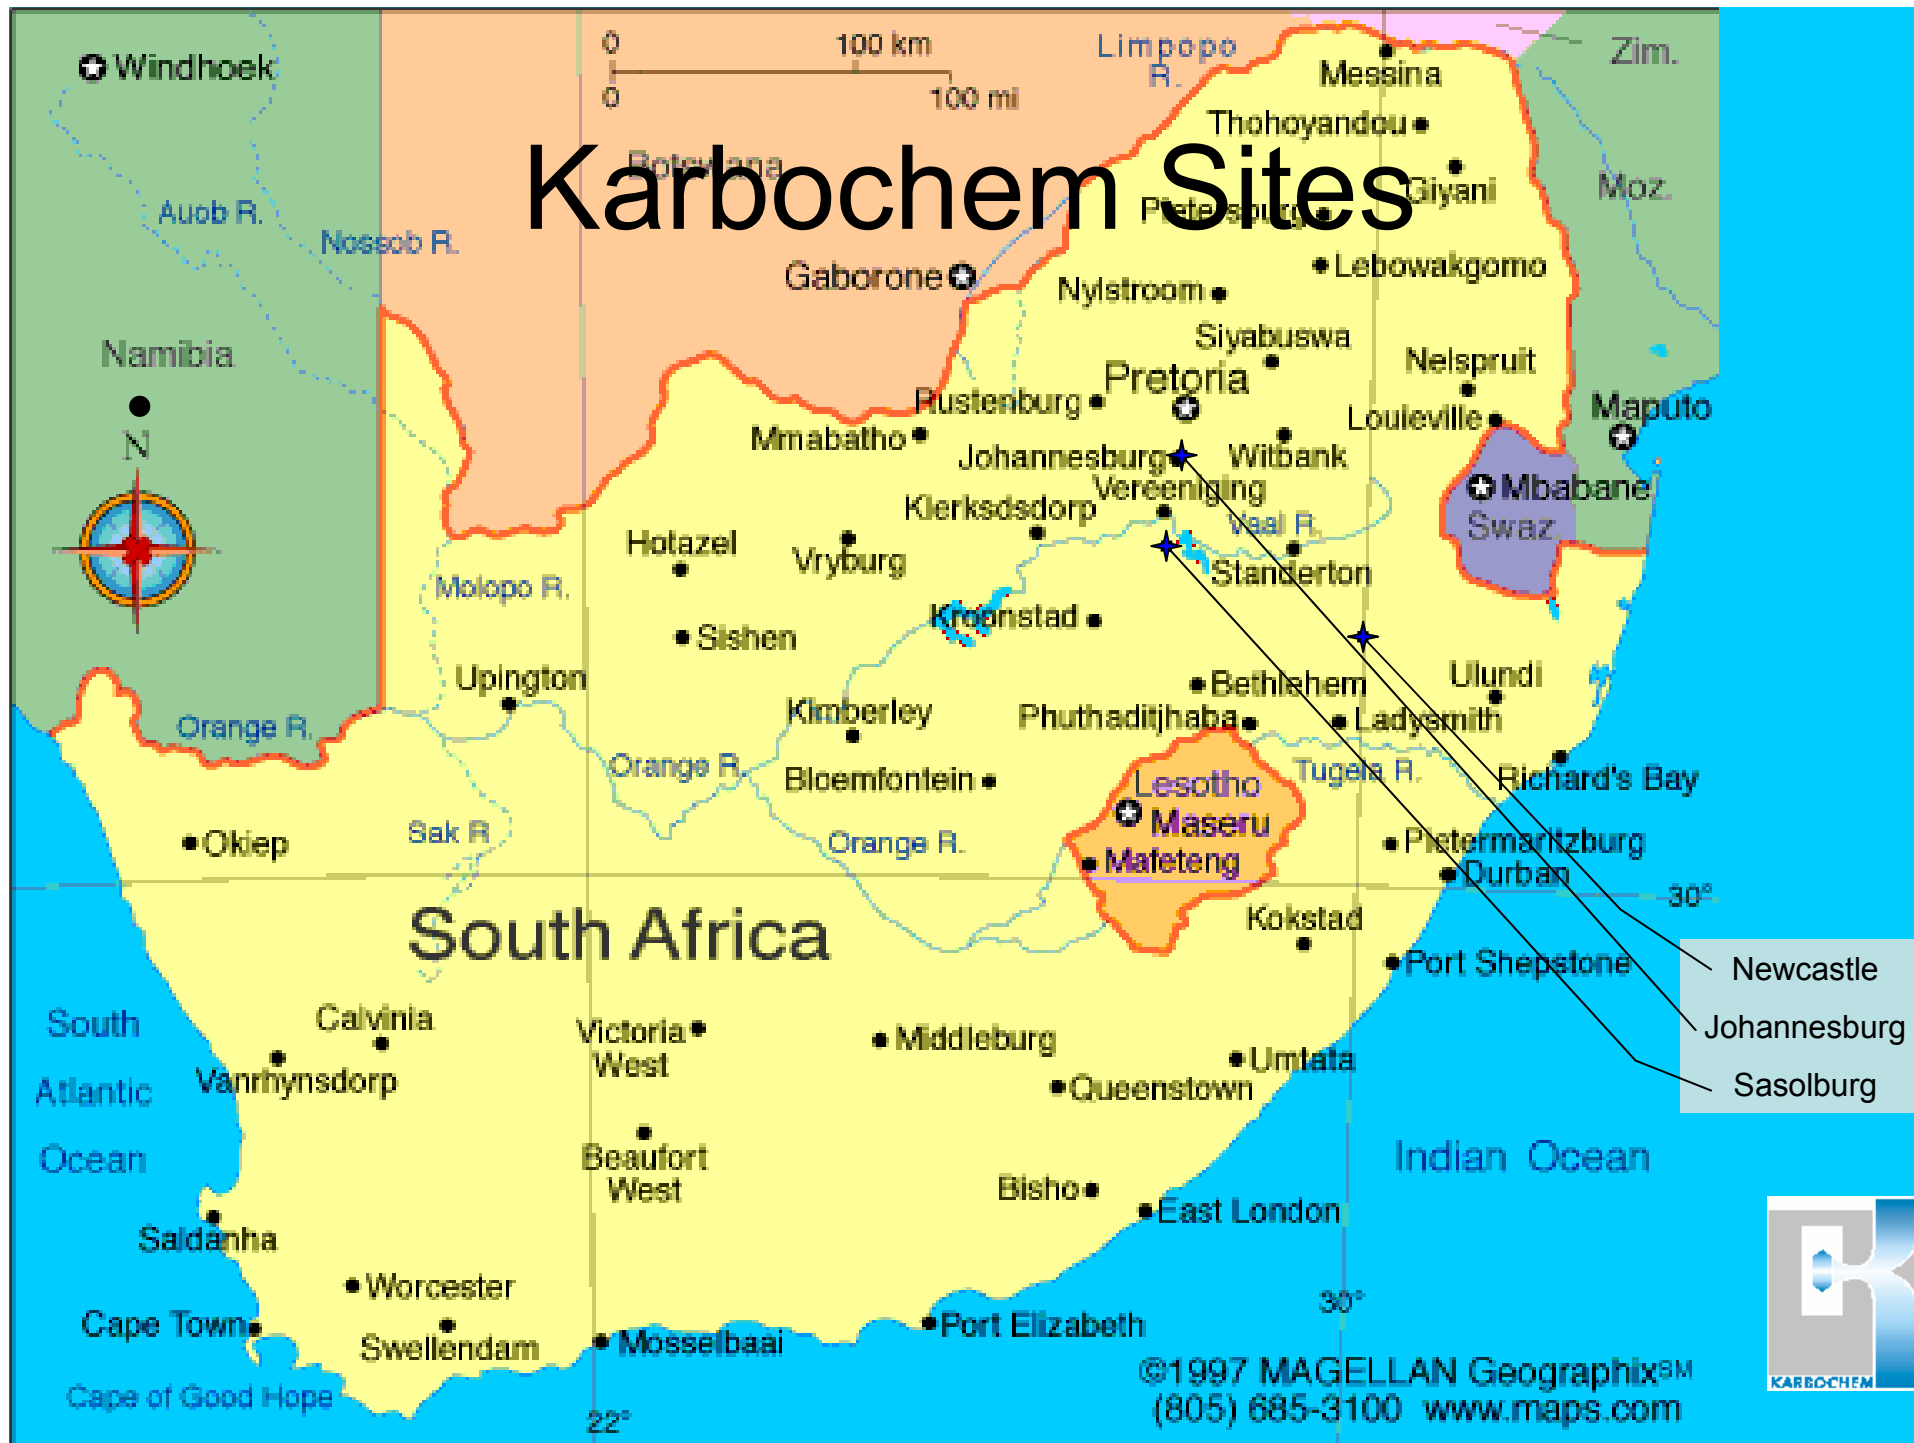 0 100 km
0 100 mi
Limpopo
R.
Zim.
Windhoek
Messina
Thohoyandou
Botswana
Karbochem Sites
Giyani
Moz.
Auob R.
Pietersburg
Nossob R.
Gaborone
Lebowakgomo
Nylstroom
Siyabuswa
Namibia
Nelspruit
Pretoria
Rustenburg
Louieville
Maputo
N
Mmabatho
Johannesburg
Witbank
Vereeniging
Mbabane
Klerksdsdorp
Vaal R.
Swaz.
Hotazel
Vryburg
Standerton
Molopo R.
Kroonstad
Sishen
Upington
Bethlehem
Ulundi
Kimberley
Phuthaditjhaba
Ladysmith
Orange R.
Orange R.
Bloemfontein
Lesotho
Tugela R.
Richard's Bay
Maseru
Okiep
Sak R
Orange R.
Mafeteng
Pietermaritzburg
Durban
30°
South Africa
Kokstad
Port Shepstone
Newcastle
Johannesburg
Sasolburg
South
Atlantic
Ocean
Calvinia
Vanrhynsdorp
Victoria
West
Middleburg
Umtata
Queenstown
Beaufort
West
Indian Ocean
Bisho
East London
Saldanha
Worcester
30°
Cape Town
Swellendam
Mosselbaai
Port Elizabeth
Cape of Good Hope
22°
©1997 MAGELLAN Geographix℠
(805) 685-3100 www.maps.com
KARBOCHEM